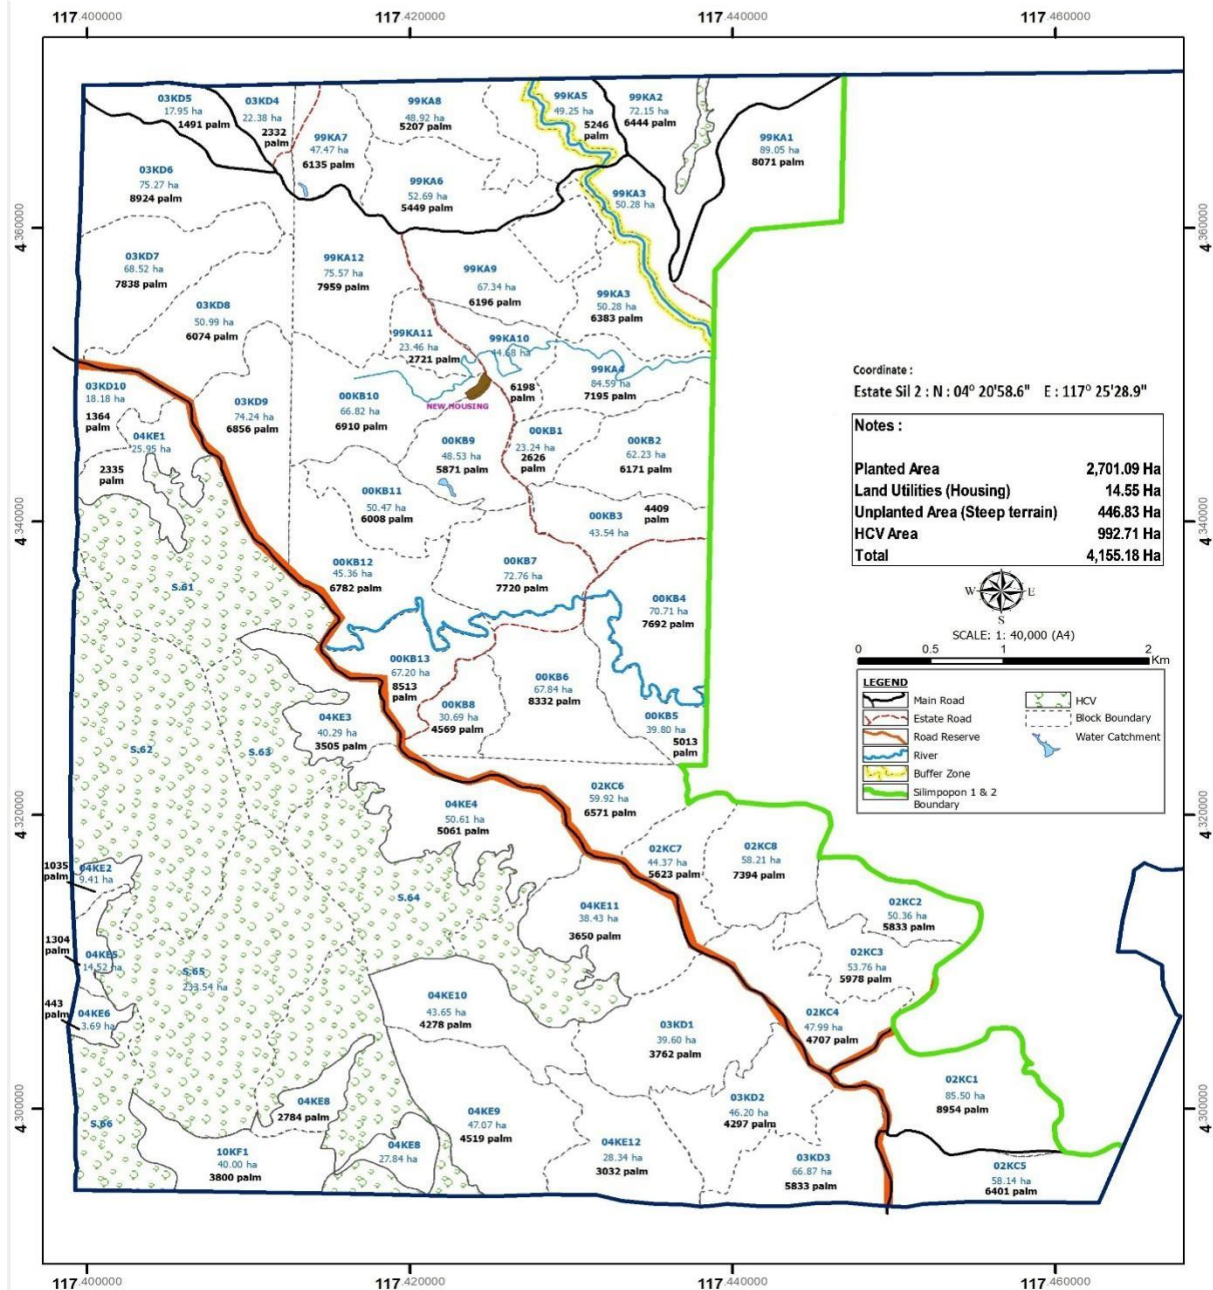 117.400000 117.420000 117.440000 117.460000
4.360000
4.340000
4.320000
4.300000
03KD5
17.95 ha
1491 palm
03KD4
22.38 ha
2332
palm
99KA7
47.47 ha
6135 palm
99KA8
48.92 ha
5207 palm
99KA5
49.25 ha
5246
palm
99KA2
72.15 ha
6444 palm
99KA1
89.05 ha
8071 palm
03KD6
75.27 ha
8924 palm
99KA6
52.69 ha
5449 palm
99KA3
50.28 ha
03KD7
68.52 ha
7838 palm
99KA12
75.57 ha
7959 palm
99KA9
67.34 ha
6196 palm
99KA3
50.28 ha
6383 palm
03KD8
50.99 ha
6074 palm
99KA11
23.46 ha
2721 palm
99KA10
44.68 ha
6198
palm
99KA4
84.59 ha
7195 palm
03KD10
18.18 ha
1364
palm
03KD9
74.24 ha
6856 palm
00KB10
66.82 ha
6910 palm
NEW HOUSING
04KE1
25.95 ha
2335
palm
00KB9
48.53 ha
5871 palm
00KB1
23.24 ha
2626
palm
00KB2
62.23 ha
6171 palm
00KB11
50.47 ha
6008 palm
00KB3
43.54 ha
4409
palm
00KB12
45.36 ha
6782 palm
00KB7
72.76 ha
7720 palm
S.61
00KB4
70.71 ha
7692 palm
00KB13
67.20 ha
8513
palm
00KB6
67.84 ha
8332 palm
00KB8
30.69 ha
4569 palm
00KB5
39.80 ha
5013
palm
04KE3
40.29 ha
3505 palm
S.62
S.63
02KC6
59.92 ha
6571 palm
04KE4
50.61 ha
5061 palm
02KC7
44.37 ha
5623 palm
02KC8
58.21 ha
7394 palm
1035
palm
04KE2
9.41 ha
S.64
04KE11
38.43 ha
3650 palm
02KC2
50.36 ha
5833 palm
1304
palm
04KE5
14.52 ha
S.65
233.54 ha
02KC3
53.76 ha
5978 palm
443
palm
04KE6
3.69 ha
04KE10
43.65 ha
4278 palm
03KD1
39.60 ha
3762 palm
02KC4
47.99 ha
4707 palm
02KC1
85.50 ha
8954 palm
04KE8
2784 palm
03KD2
46.20 ha
4297 palm
S.66
04KE9
47.07 ha
4519 palm
10KF1
40.00 ha
3800 palm
04KE8
27.84 ha
04KE12
28.34 ha
3032 palm
03KD3
66.87 ha
5833 palm
02KC5
58.14 ha
6401 palm
Coordinate :
Estate Sil 2 : N : 04° 20'58.6" E : 117° 25'28.9"
Notes :
Planted Area 2,701.09 Ha
Land Utilities (Housing) 14.55 Ha
Unplanted Area (Steep terrain) 446.83 Ha
HCV Area 992.71 Ha
Total 4,155.18 Ha
N
W E
S
SCALE: 1: 40,000 (A4)
0 0.5 1 2
Km
LEGEND
Main Road
Estate Road
Road Reserve
River
Buffer Zone
Silimpopon 1 & 2
Boundary
HCV
Block Boundary
Water Catchment
4.360000
4.340000
4.320000
4.300000
117.400000 117.420000 117.440000 117.460000